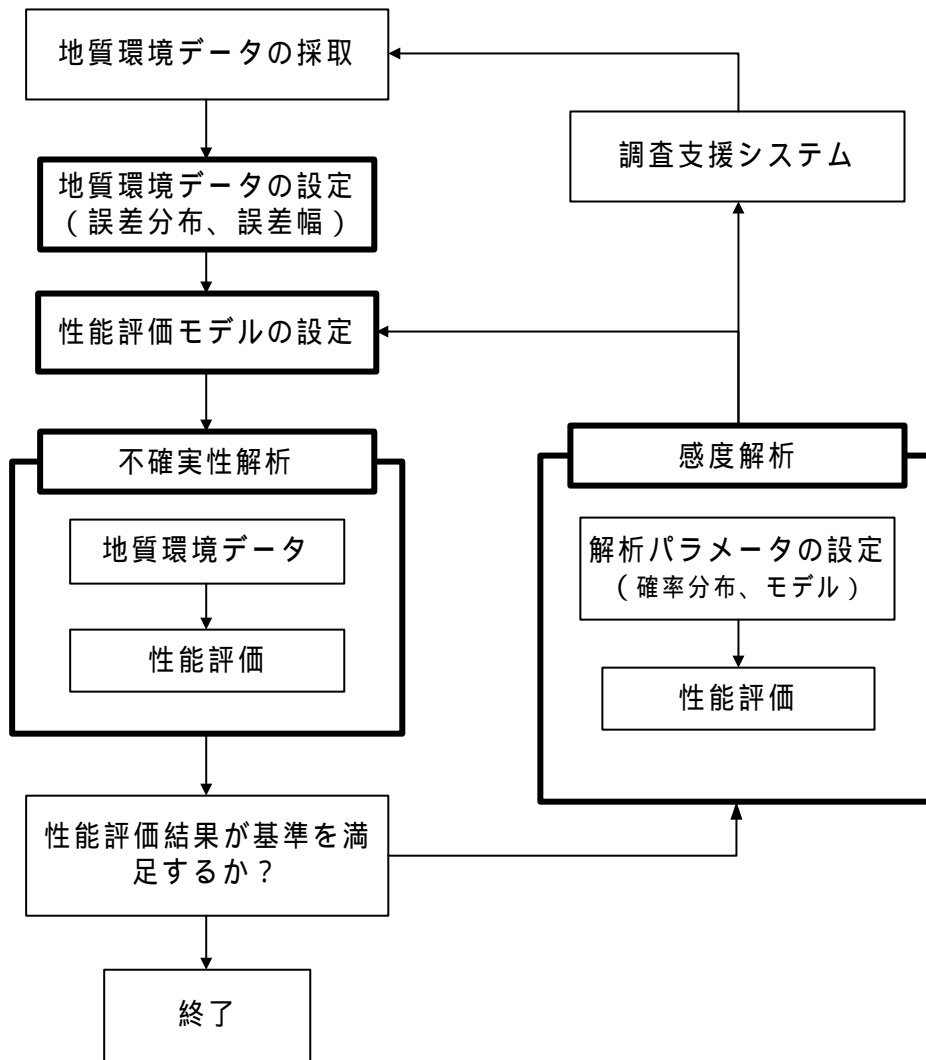 地質環境データの採取
調査支援システム
地質環境データの設定
(誤差分布、誤差幅)
性能評価モデルの設定
不確実性解析
地質環境データ
性能評価
感度解析
解析パラメータの設定
(確率分布、モデル)
性能評価
性能評価結果が基準を満
足するか?
終了